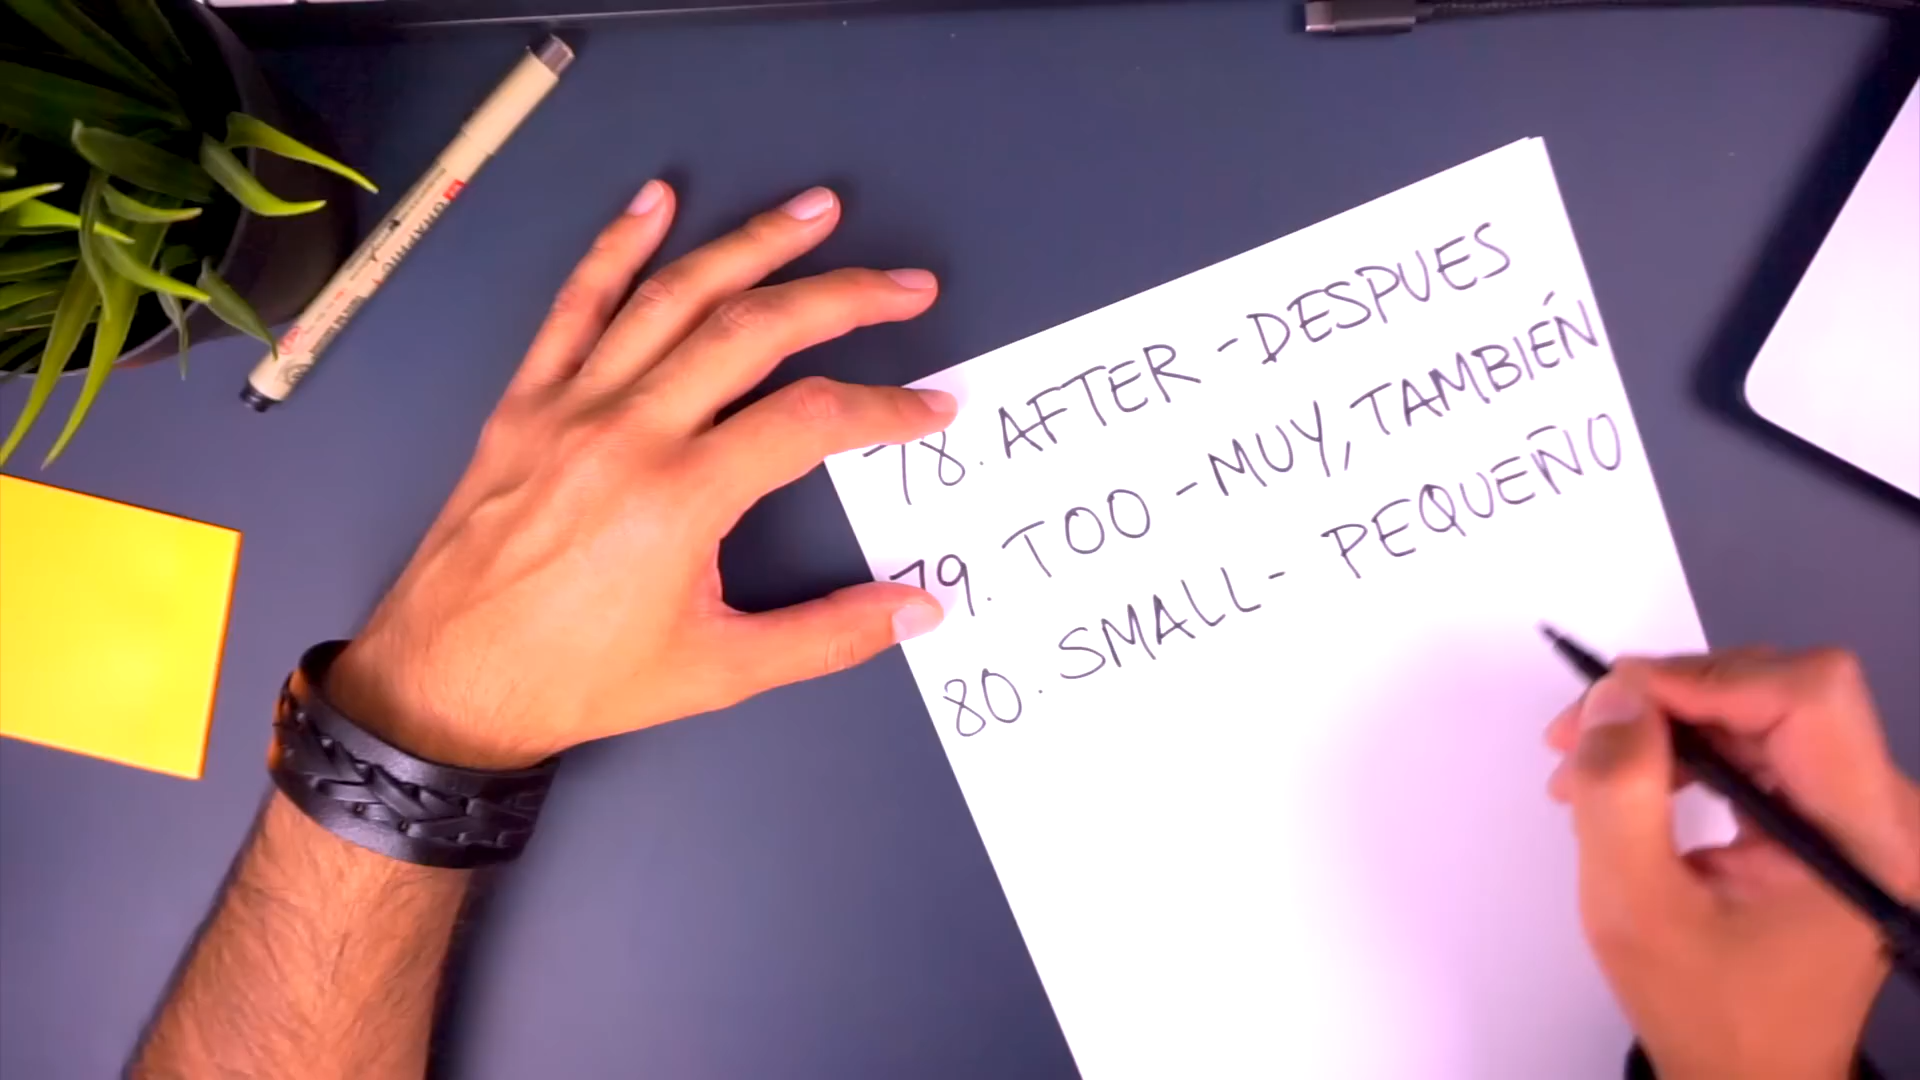 78. AFTER - DESPUES
79. TOO - MUY, TAMBIÉN
80. SMALL - PEQUEÑO